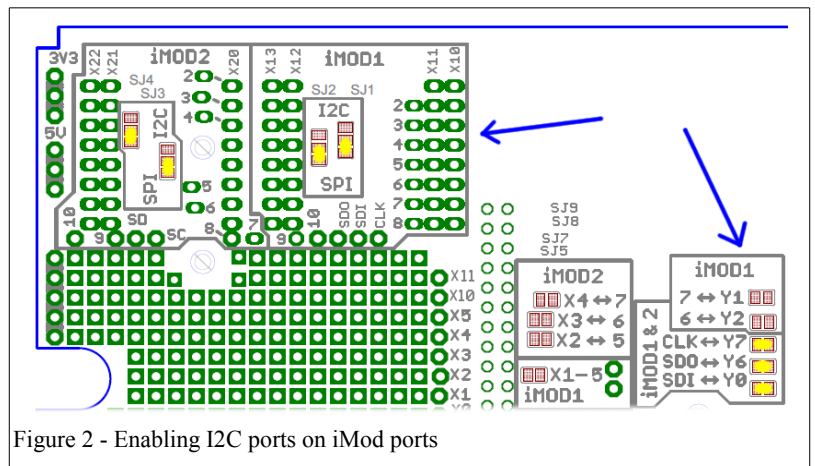 3V3
X22
X21
iMOD2
X20
X13
X12
iMOD1
X11
X10
SJ4
SJ3
2
3
4
SJ2
SJ1
I2C
2
3
4
5
6
7
8
5V
I2C
SPI
5
6
SPI
10
9
SD
SC
8
7
9
10
SDO
SDI
CLK
SJ9
SJ8
SJ7
SJ5
X11
X10
X5
X4
X3
X2
X1
iMOD2
X4 ⇔ 7
X3 ⇔ 6
X2 ⇔ 5
X1-5
iMOD1
iMOD1
7 ⇔ Y1
6 ⇔ Y2
iMOD1&2
CLK ⇔ Y7
SDO ⇔ Y6
SDI ⇔ Y0
Figure 2 - Enabling I2C ports on iMod ports